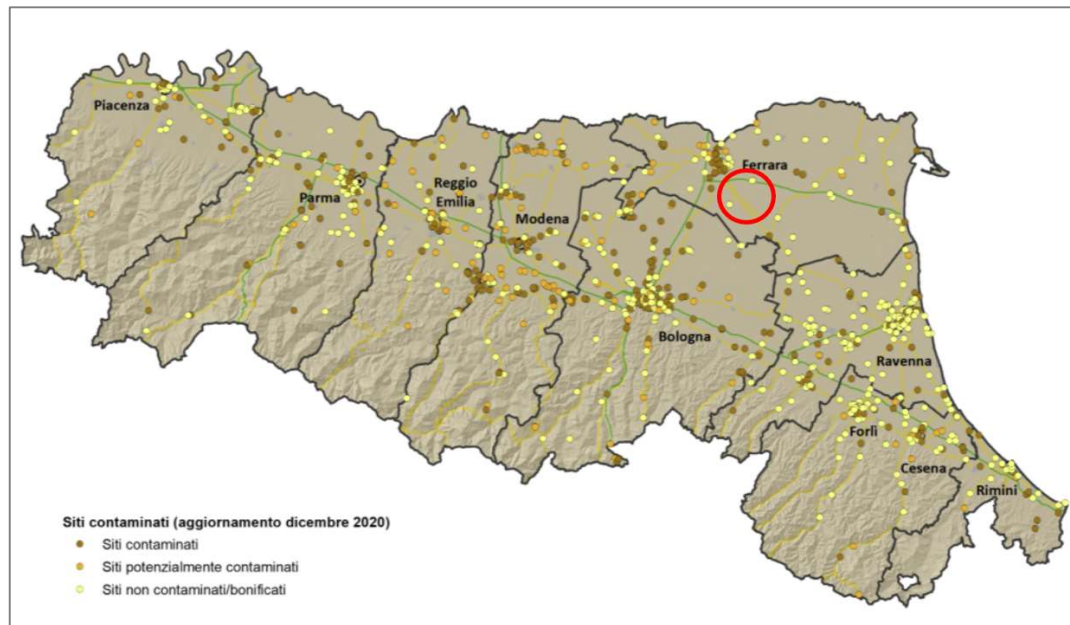 Piacenza
Parma
Reggio
Emilia
Modena
Ferrara
Bologna
Ravenna
Forlì
Cesena
Rimini
Siti contaminati (aggiornamento dicembre 2020)
Siti contaminati
Siti potenzialmente contaminati
Siti non contaminati/bonificati